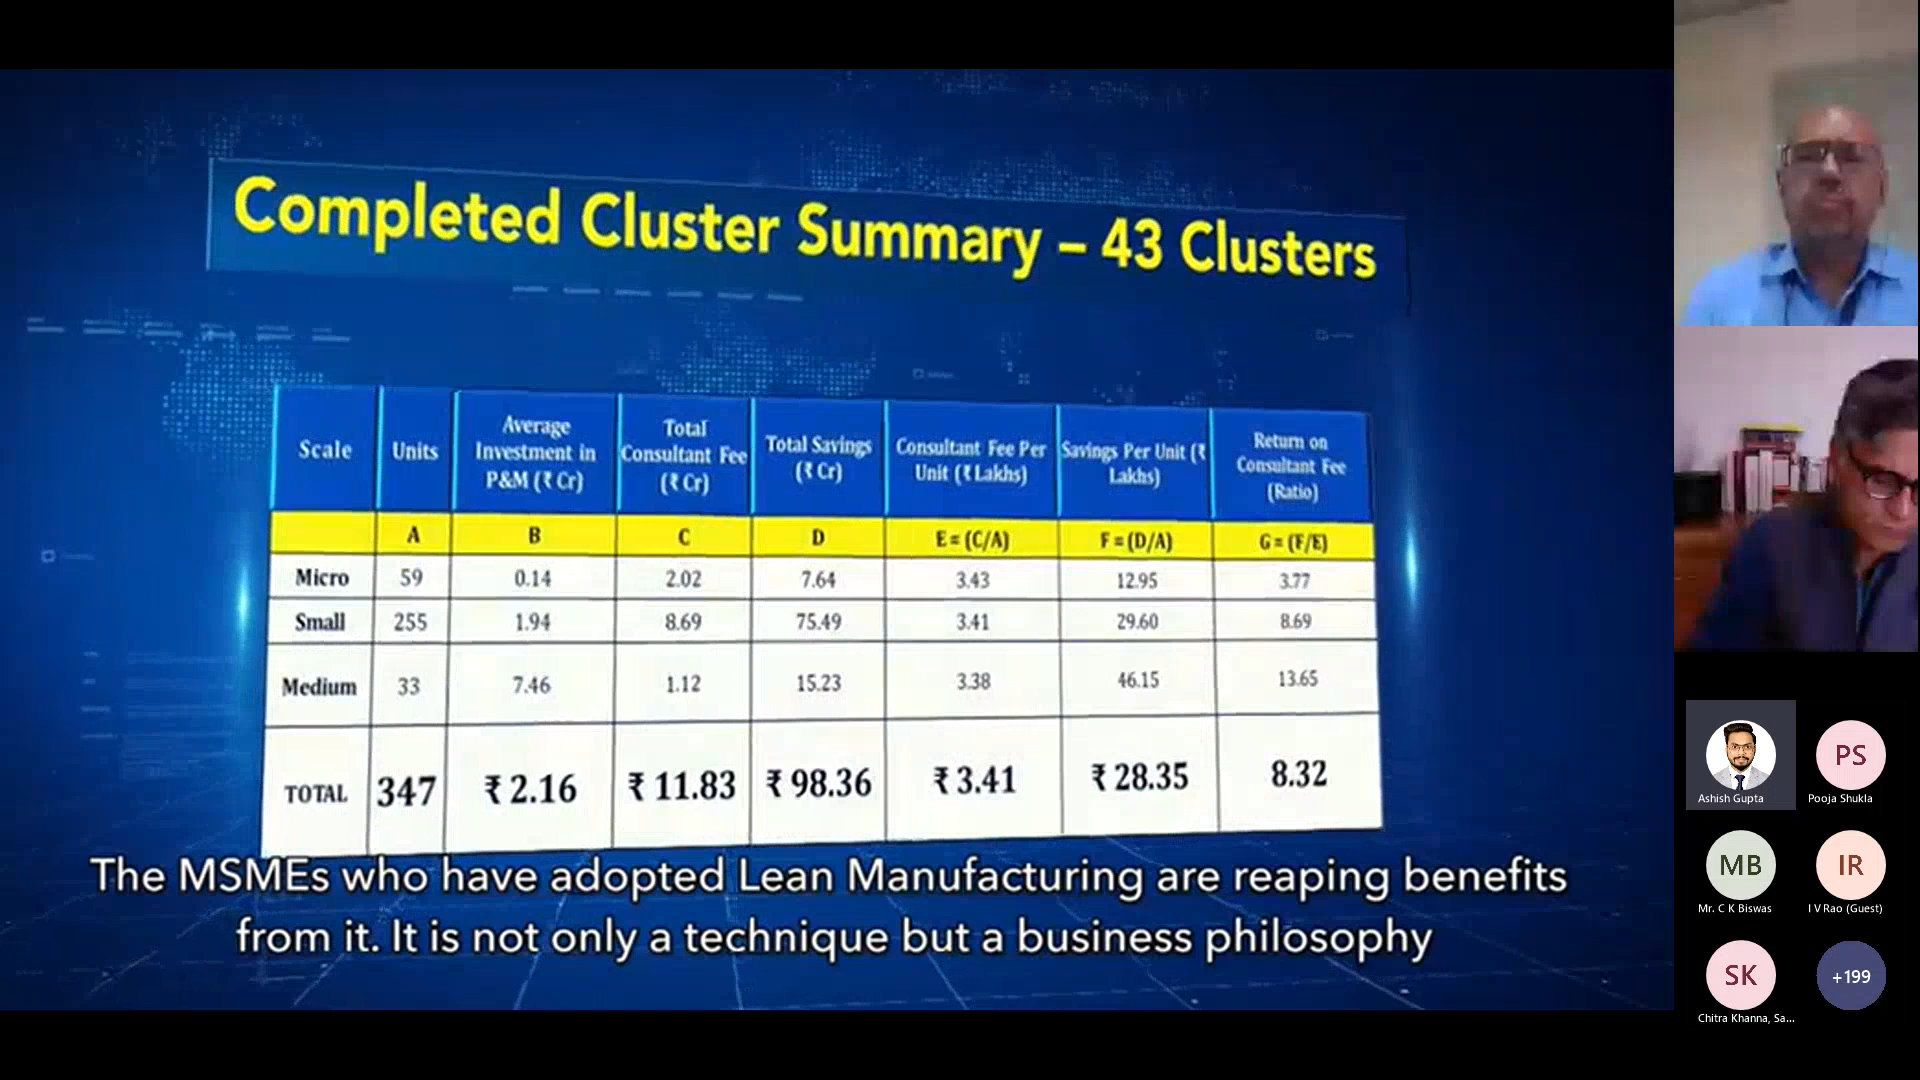 Completed Cluster Summary – 43 Clusters
Scale Units Average Investment in P&M (₹ Cr) Total Consultant Fee (₹ Cr) Total Savings (₹ Cr) Consultant Fee Per Unit (₹ Lakhs) Savings Per Unit (₹ Lakhs) Return on Consultant Fee (Ratio)
A B C D E = (C/A) F = (D/A) G = (F/E)
Micro 59 0.14 2.02 7.64 3.43 12.95 3.77
Small 255 1.94 8.69 75.49 3.41 29.60 8.69
Medium 33 7.46 1.12 15.23 3.38 46.15 13.65
TOTAL 347 ₹ 2.16 ₹ 11.83 ₹ 98.36 ₹ 3.41 ₹ 28.35 8.32
The MSMEs who have adopted Lean Manufacturing are reaping benefits
from it. It is not only a technique but a business philosophy
Ashish Gupta
PS
Pooja Shukla
MB
Mr. C K Biswas
IR
I V Rao (Guest)
SK
Chitra Khanna, Sa...
+199